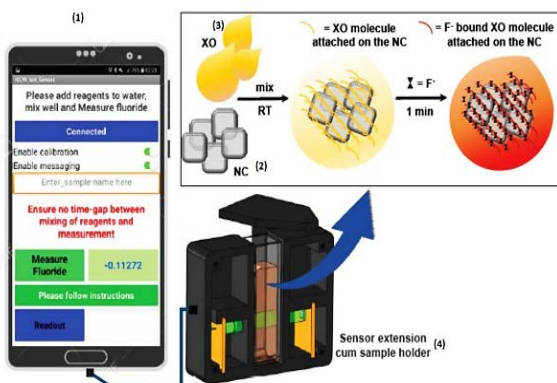 (1)
RCDW_Ion_Sensor
Please add reagents to water,
mix well and Measure fluoride
Connected
Enable calibration
Enable messaging
Enter_sample name here
Ensure no time-gap between
mixing of reagents and
measurement
Measure
Fluoride
-0.11272
Please follow instructions
Readout
(3)
XO
mix
RT
NC
(2)
= XO molecule
attached on the NC
= F⁻
1 min
= F⁻ bound XO molecule
attached on the NC
Sensor extension
cum sample holder
(4)